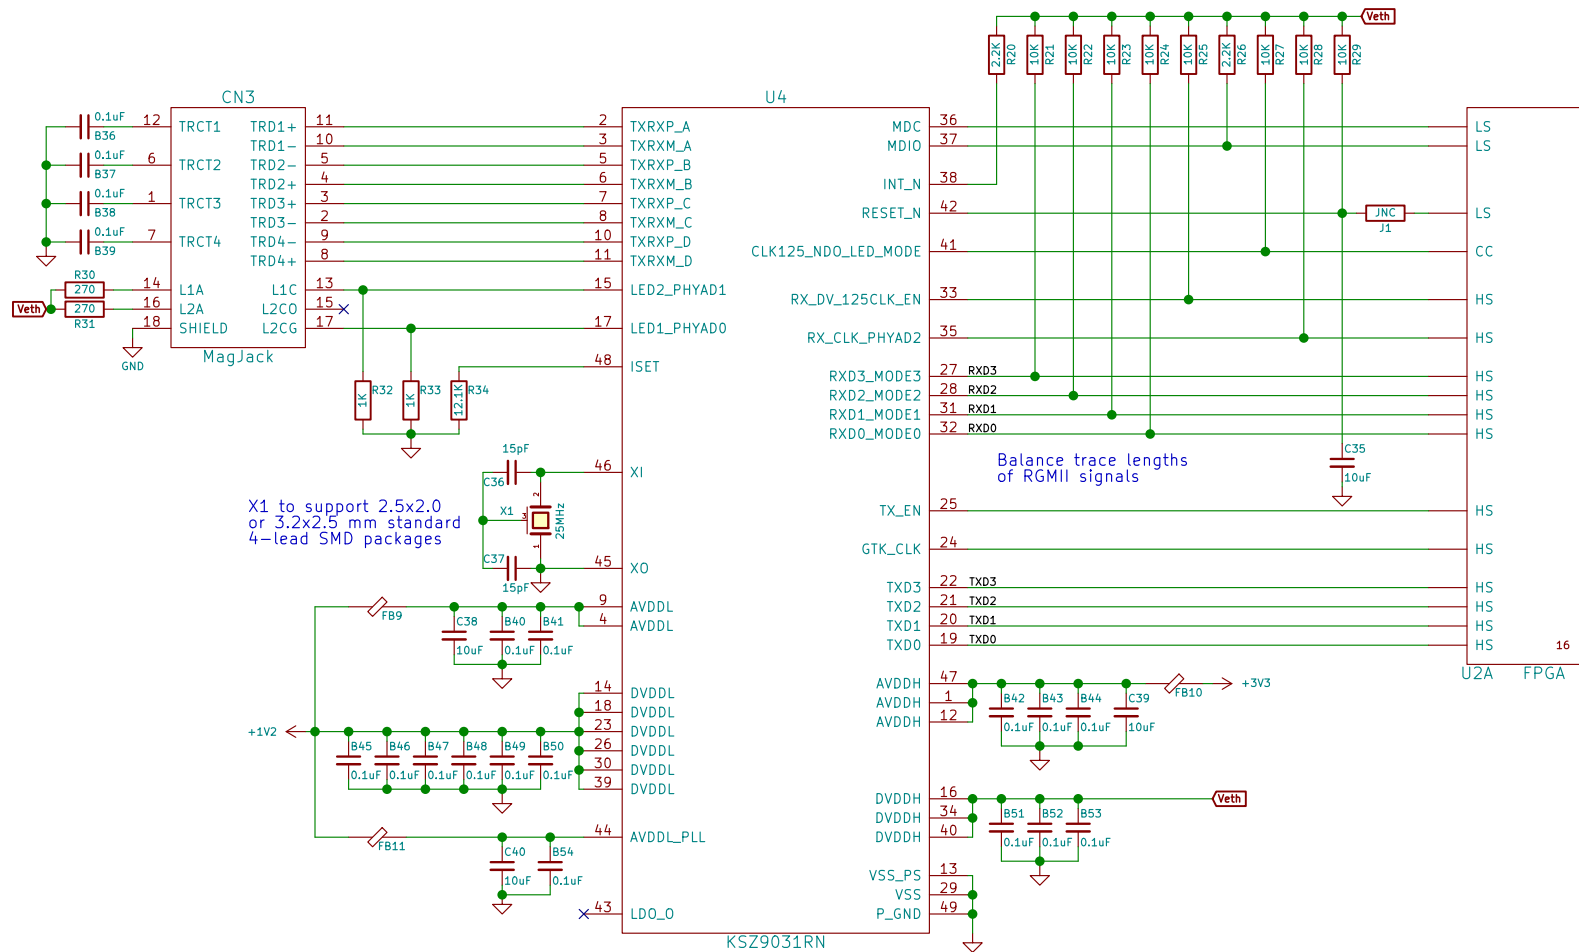 Veth
2.2K R20
10K R21
10K R22
10K R23
10K R24
10K R25
2.2K R26
10K R27
10K R28
10K R29
CN3
0.1uF
B36
0.1uF
B37
0.1uF
B38
0.1uF
B39
12 TRCT1 TRD1+ 11
TRD1- 10
6 TRCT2 TRD2- 5
TRD2+ 4
1 TRCT3 TRD3+ 3
TRD3- 2
7 TRCT4 TRD4- 9
TRD4+ 8
14 L1A L1C 13
16 L2A L2CO 15
18 SHIELD L2CG 17
MagJack
R30
270
Veth
270
R31
GND
1K R32
1K R33
12.1K R34
U4
2 TXRXP_A MDC 36 LS
3 TXRXM_A MDIO 37 LS
5 TXRXP_B
6 TXRXM_B INT_N 38
7 TXRXP_C
8 TXRXM_C RESET_N 42 LS
JNC
J1
10 TXRXP_D
11 TXRXM_D CLK125_NDO_LED_MODE 41 CC
15 LED2_PHYAD1 RX_DV_125CLK_EN 33 HS
17 LED1_PHYAD0 RX_CLK_PHYAD2 35 HS
48 ISET
RXD3_MODE3 27 RXD3 HS
RXD2_MODE2 28 RXD2 HS
RXD1_MODE1 31 RXD1 HS
RXD0_MODE0 32 RXD0 HS
Balance trace lengths
of RGMII signals
C35
10uF
15pF
C36
46 XI
X1 to support 2.5x2.0
or 3.2x2.5 mm standard
4-lead SMD packages
X1
2
3
1
25MHz
C37
15pF
45 XO
TX_EN 25 HS
GTK_CLK 24 HS
TXD3 22 TXD3 HS
TXD2 21 TXD2 HS
TXD1 20 TXD1 HS
TXD0 19 TXD0 HS
16
U2A FPGA
FB9
C38 B40 B41
10uF 0.1uF 0.1uF
9 AVDDL
4 AVDDL
AVDDH 47
AVDDH 1
AVDDH 12
B42 B43 B44 C39
0.1uF 0.1uF 0.1uF 10uF
FB10
+3V3
14 DVDDL
18 DVDDL
23 DVDDL
26 DVDDL
30 DVDDL
39 DVDDL
+1V2
B45 B46 B47 B48 B49 B50
0.1uF 0.1uF 0.1uF 0.1uF 0.1uF 0.1uF
DVDDH 16
DVDDH 34
DVDDH 40
Veth
B51 B52 B53
0.1uF 0.1uF 0.1uF
FB11
44 AVDDL_PLL
C40 B54
10uF 0.1uF
VSS_PS 13
VSS 29
43 LDO_O P_GND 49
KSZ9031RN